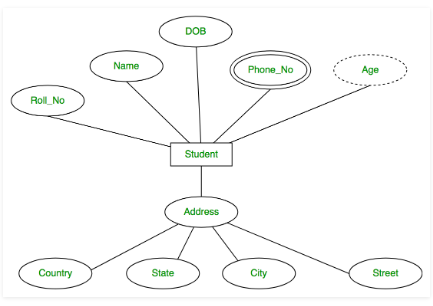 DOB
Name
Phone_No
Age
Roll_No
Student
Address
Country
State
City
Street